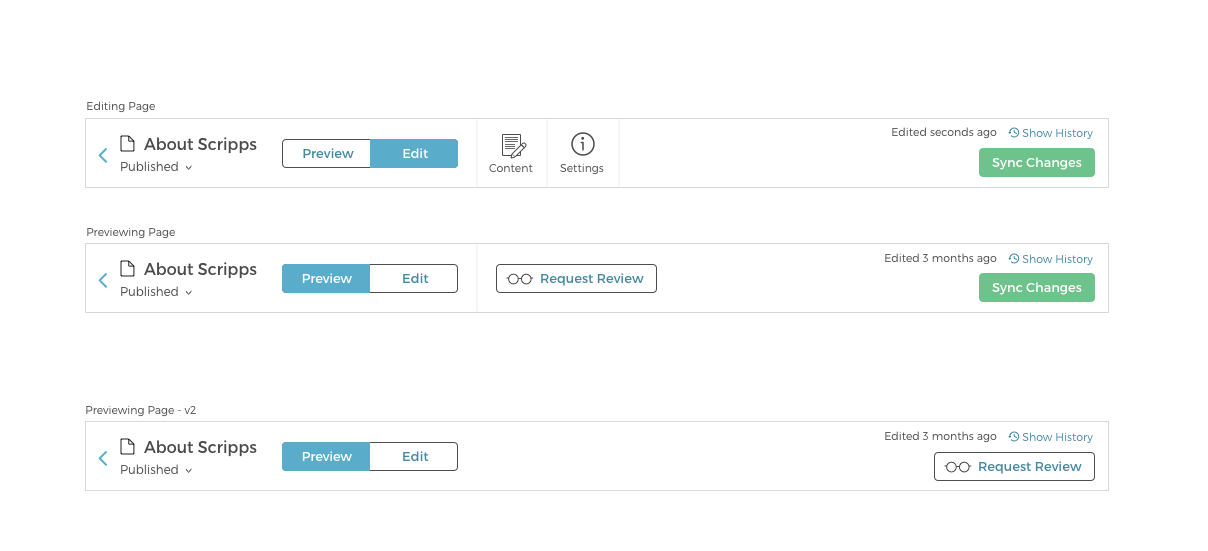 Editing Page
About Scripps
Published
Preview
Edit
Content
Settings
Edited seconds ago
Show History
Sync Changes
Previewing Page
About Scripps
Published
Preview
Edit
Request Review
Edited 3 months ago
Show History
Sync Changes
Previewing Page - v2
About Scripps
Published
Preview
Edit
Edited 3 months ago
Show History
Request Review